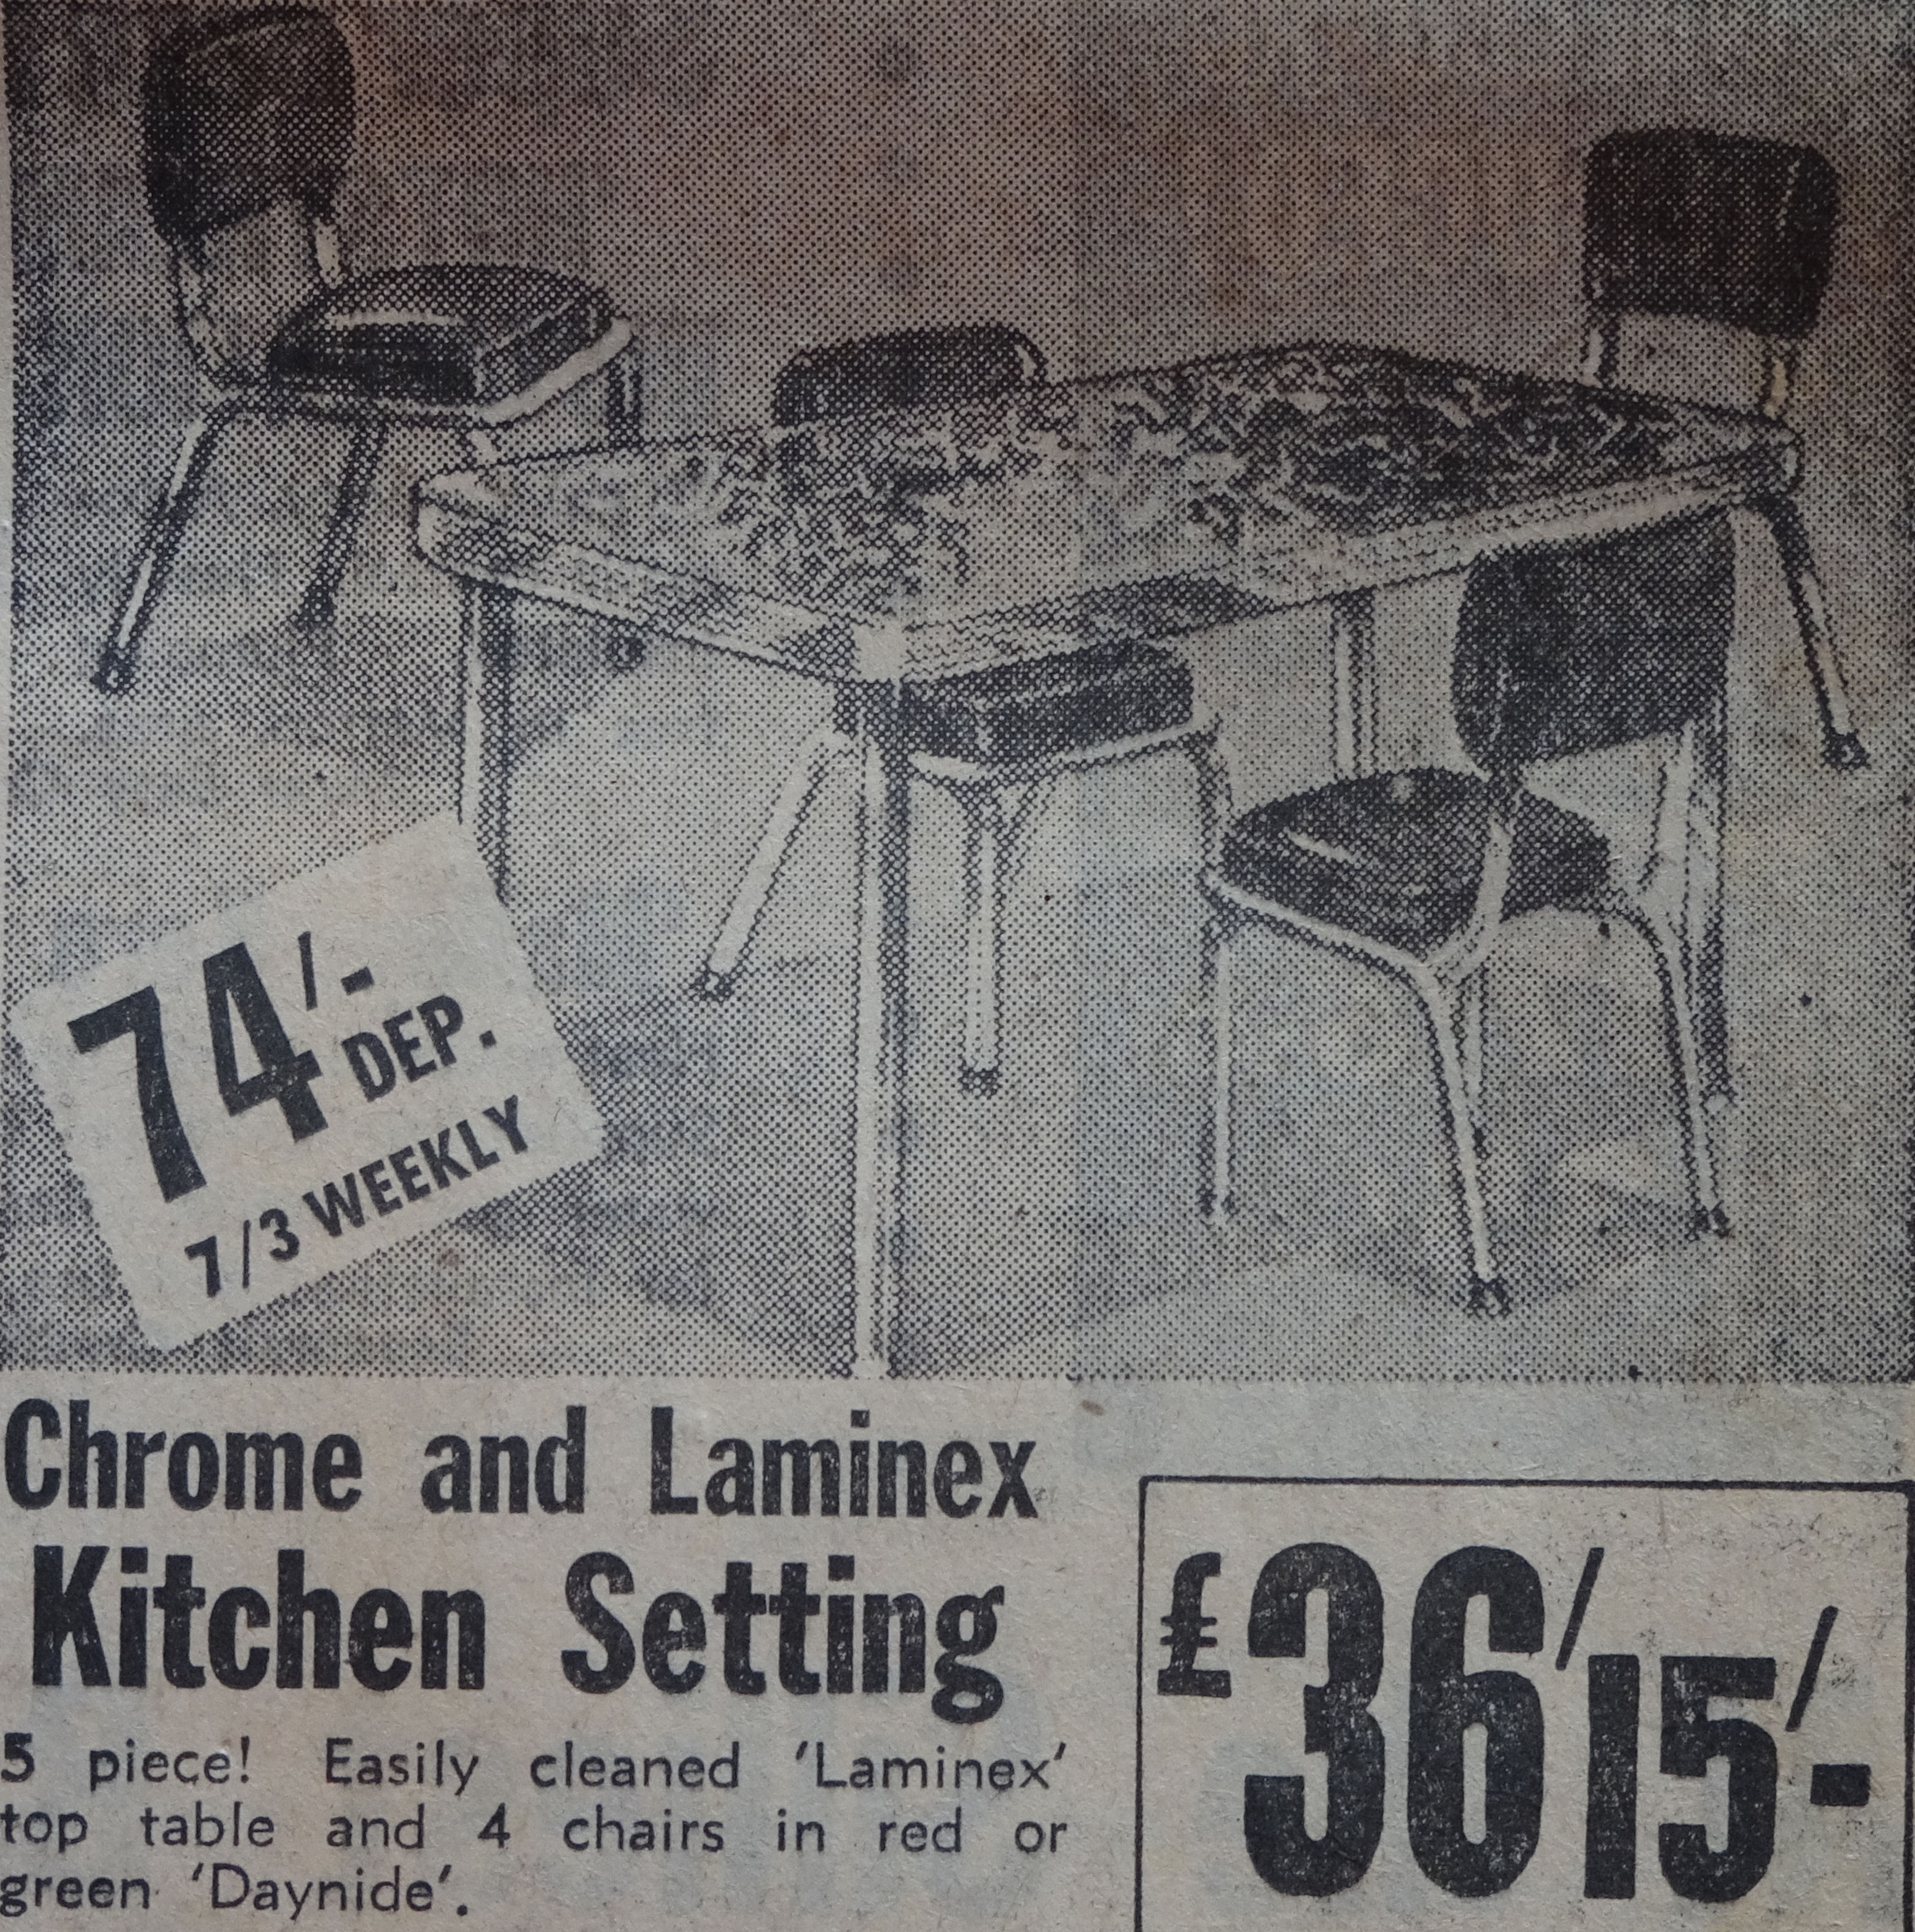 74/- DEP.
7/3 WEEKLY
Chrome and Laminex
Kitchen Setting
5 piece! Easily cleaned 'Laminex'
top table and 4 chairs in red or
green 'Daynide'.
£36/15/-